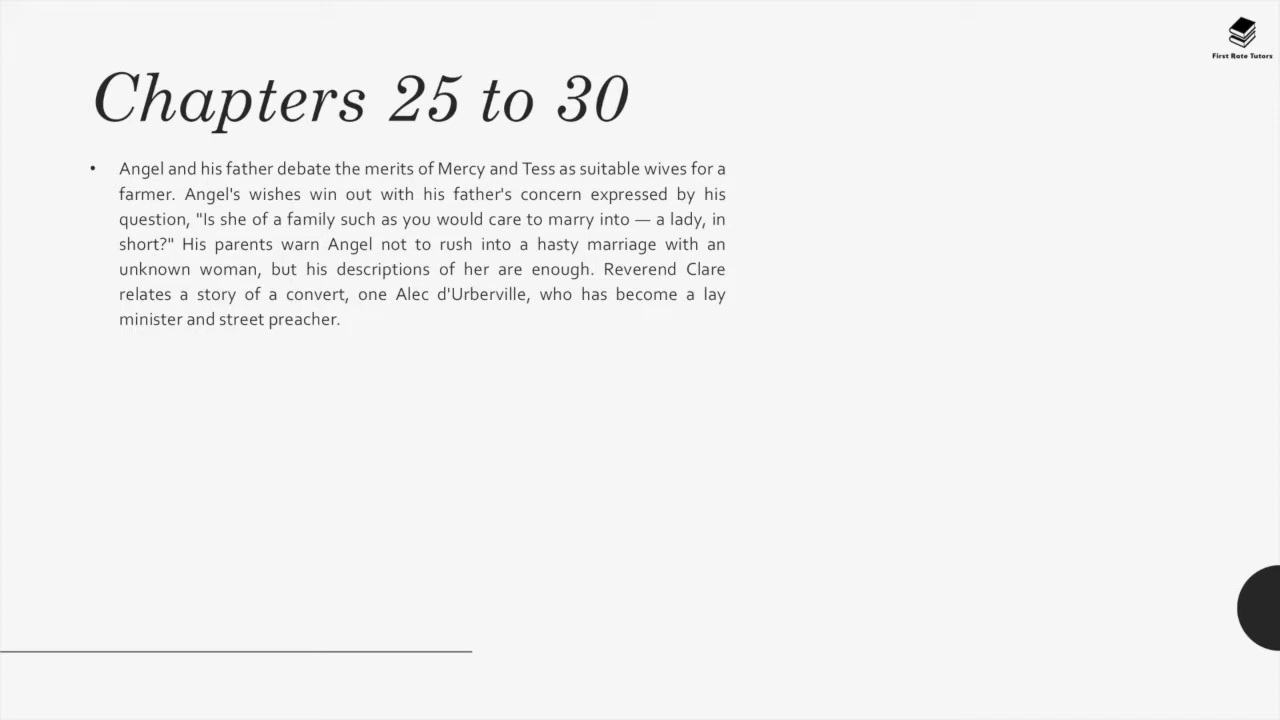 First Rate Tutors
Chapters 25 to 30
• Angel and his father debate the merits of Mercy and Tess as suitable wives for a
farmer. Angel's wishes win out with his father's concern expressed by his
question, "Is she of a family such as you would care to marry into — a lady, in
short?" His parents warn Angel not to rush into a hasty marriage with an
unknown woman, but his descriptions of her are enough. Reverend Clare
relates a story of a convert, one Alec d'Urberville, who has become a lay
minister and street preacher.